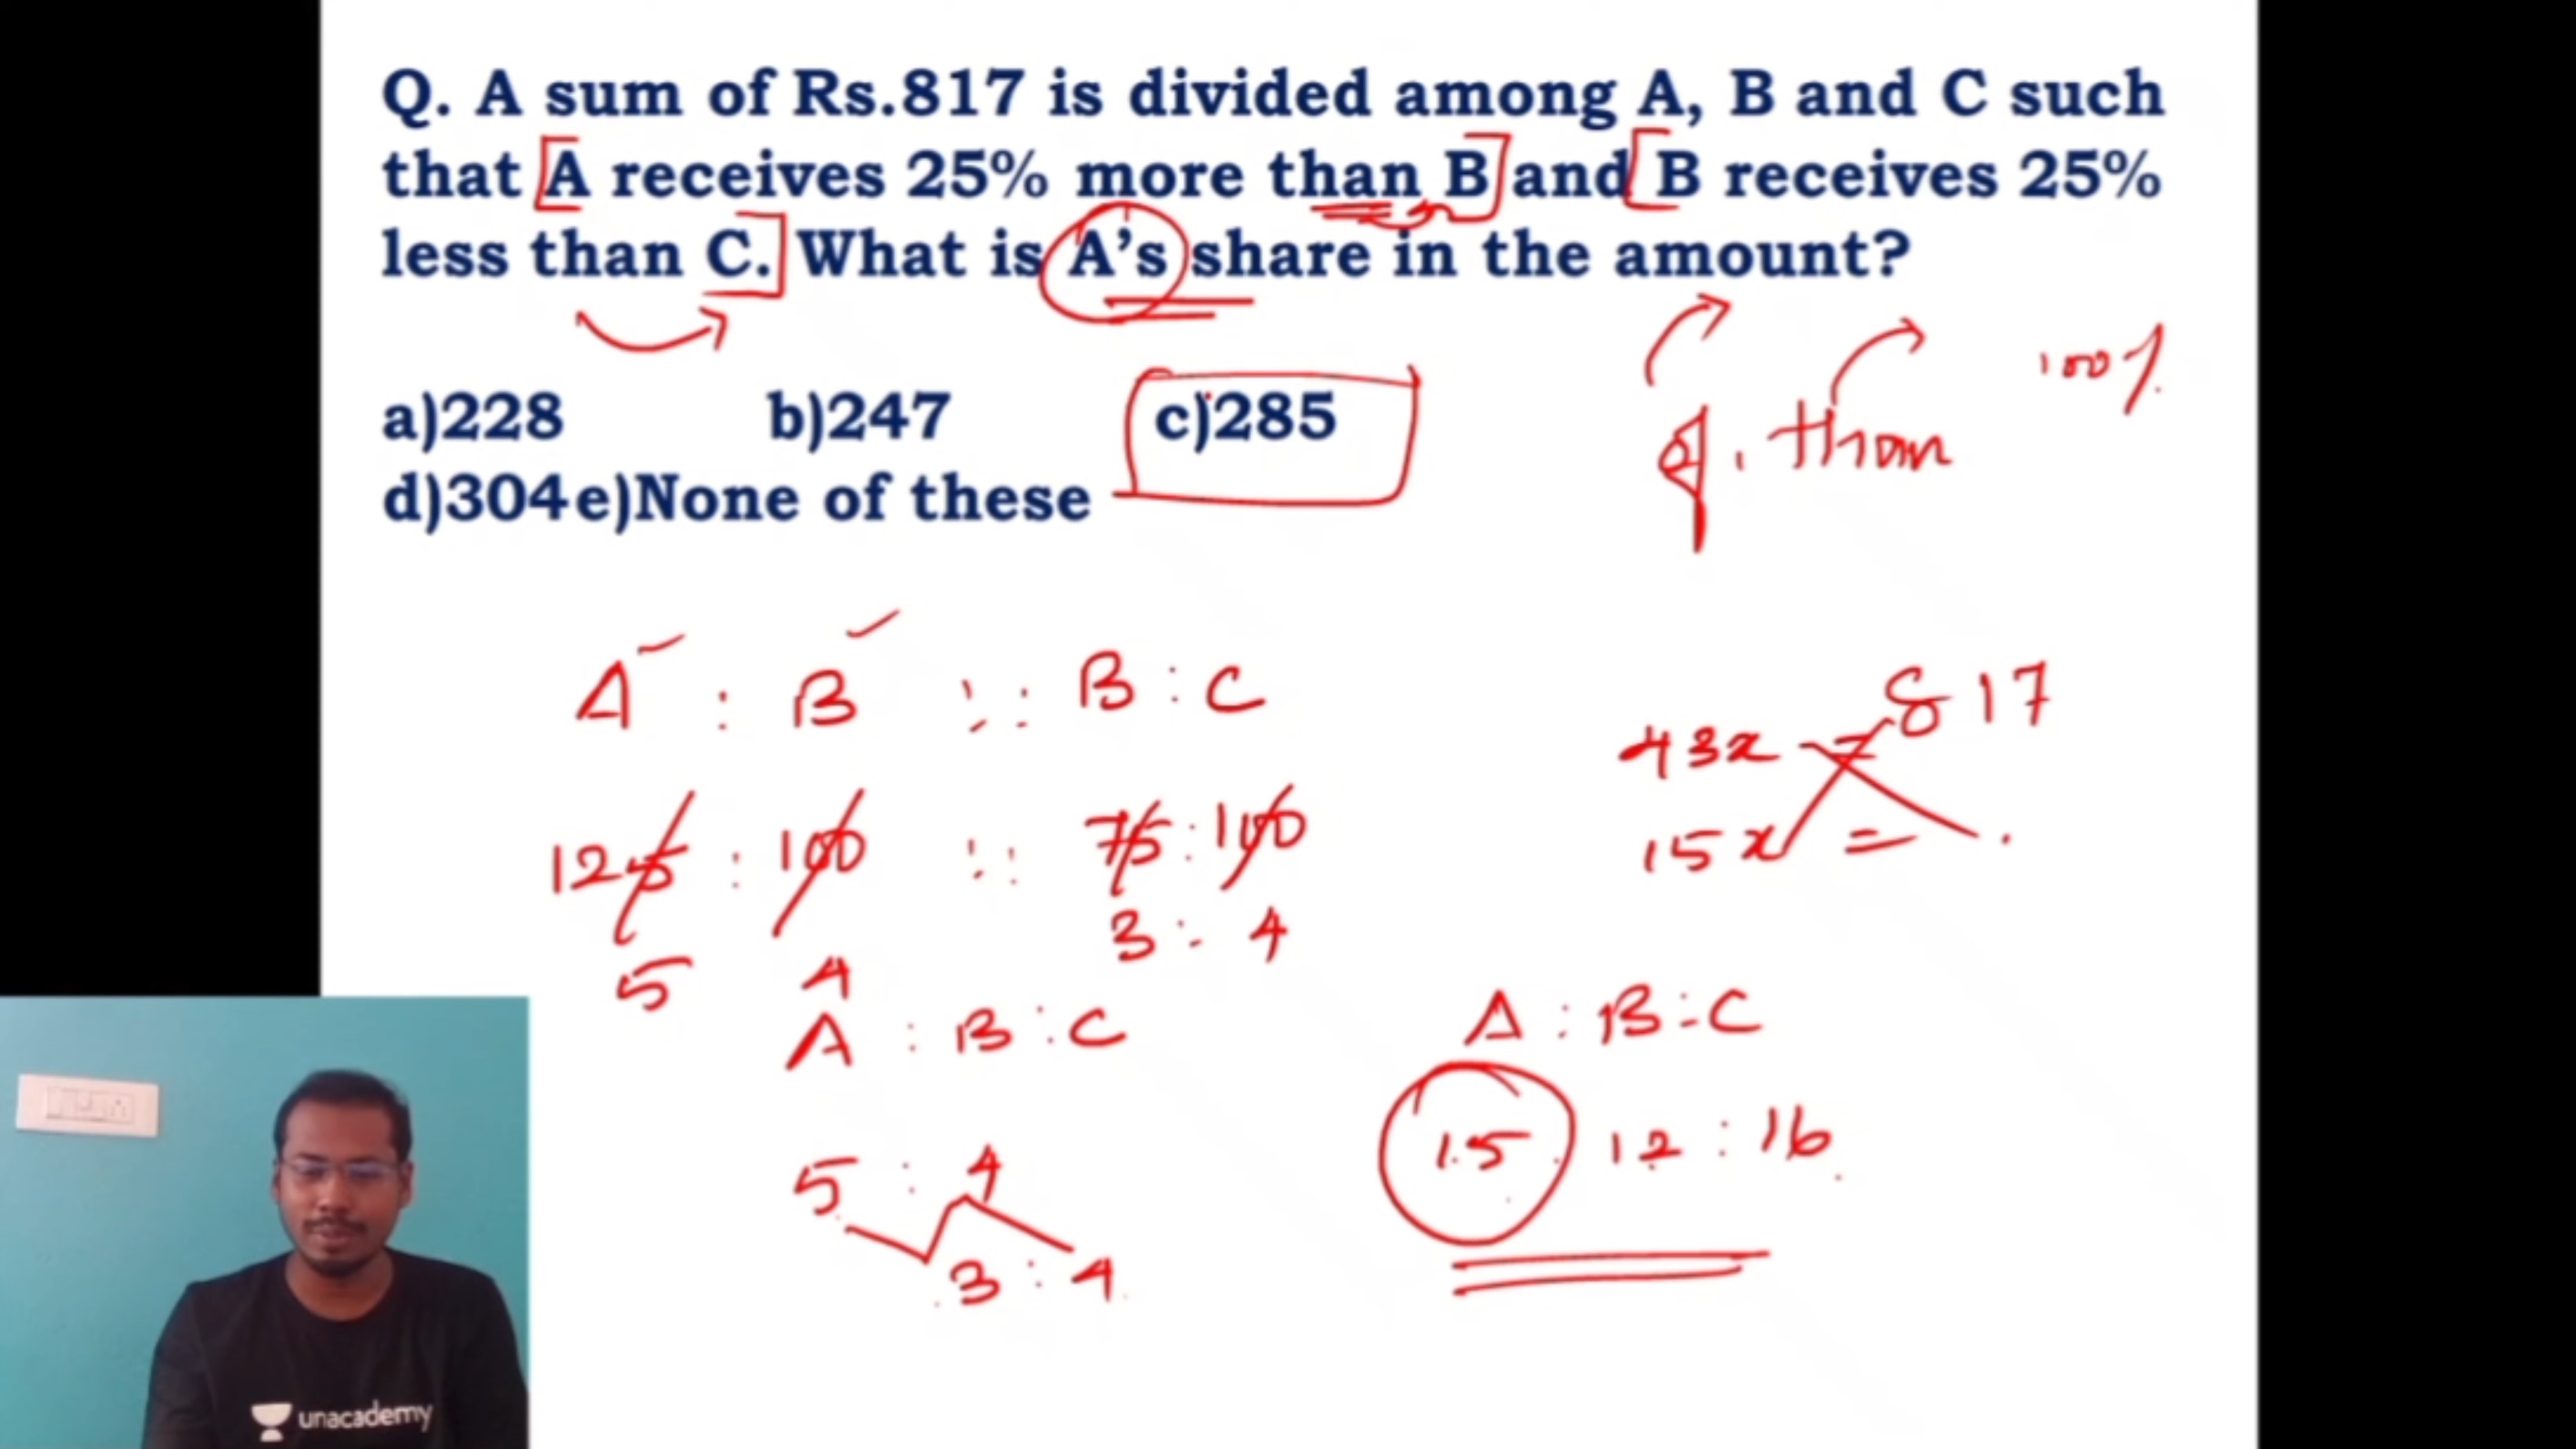 Q. A sum of Rs.817 is divided among A, B and C such
that A receives 25% more than B and B receives 25%
less than C. What is A's share in the amount?
a)228 b)247 c)285
d)304e)None of these
100%
%. than
A : B :: B : C
125 : 100 :: 75 : 100
3 : 4
5 4
A : B : C
5 : 4
3 : 4
43x = 817
15x =
A : B : C
15 : 12 : 16
unacademy